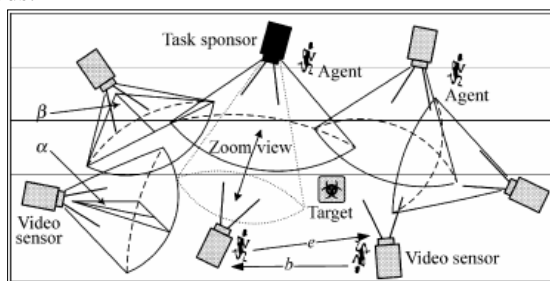 Task sponsor
Agent
Agent
β
Zoom view
α
Target
Video
sensor
e
b
Video sensor